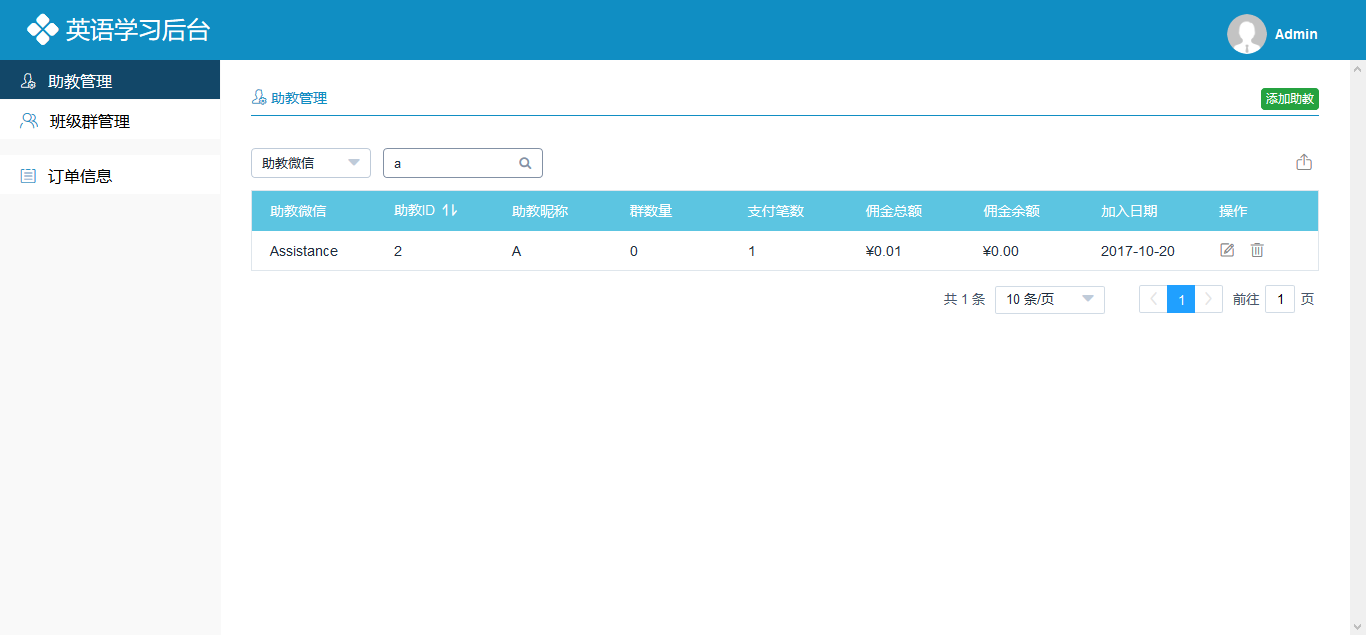 英语学习后台
Admin
助教管理
班级群管理
订单信息
助教管理
添加助教
助教微信 a
助教微信 助教ID 助教昵称 群数量 支付笔数 佣金总额 佣金余额 加入日期 操作
Assistance 2 A 0 1 ¥0.01 ¥0.00 2017-10-20
共 1 条 10 条/页 1 前往 1 页